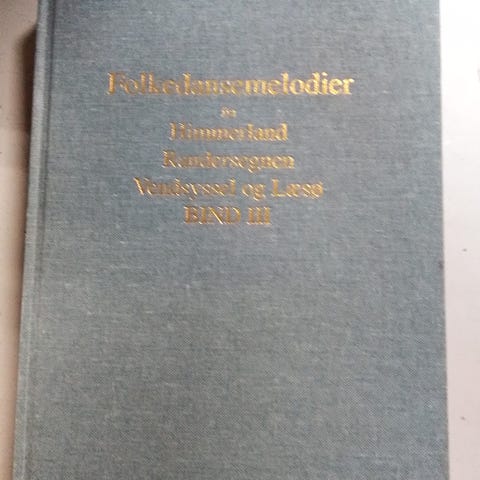 Folkedansemelodier
fra
Himmerland
Randersegnen
Vendsyssel og Læsø
BIND III